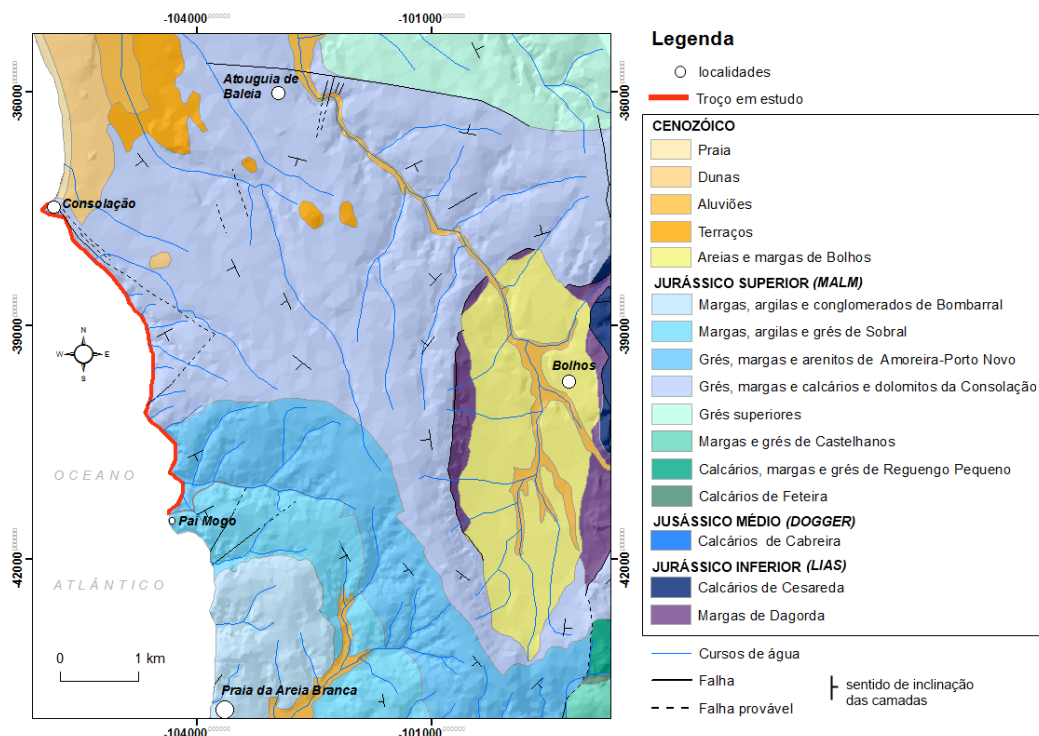 -104000
-101000
36000
36000
39000
39000
42000
42000
Atouguia de
Baleia
Consolação
N
W
E
S
Bolhos
OCEANO
Pai Mogo
ATLÂNTICO
0
1 km
Praia da Areia Branca
-104000
-101000
Legenda
localidades
Troço em estudo
CENOZÓICO
Praia
Dunas
Aluviões
Terraços
Areias e margas de Bolhos
JURÁSSICO SUPERIOR (MALM)
Margas, argilas e conglomerados de Bombarral
Margas, argilas e grés de Sobral
Grés, margas e arenitos de Amoreira-Porto Novo
Grés, margas e calcários e dolomitos da Consolação
Grés superiores
Margas e grés de Castelhanos
Calcários, margas e grés de Reguengo Pequeno
Calcários de Feteira
JUSÁSSICO MÉDIO (DOGGER)
Calcários de Cabreira
JURÁSSICO INFERIOR (LIAS)
Calcários de Cesareda
Margas de Dagorda
Cursos de água
Falha
Falha provável
sentido de inclinação
das camadas